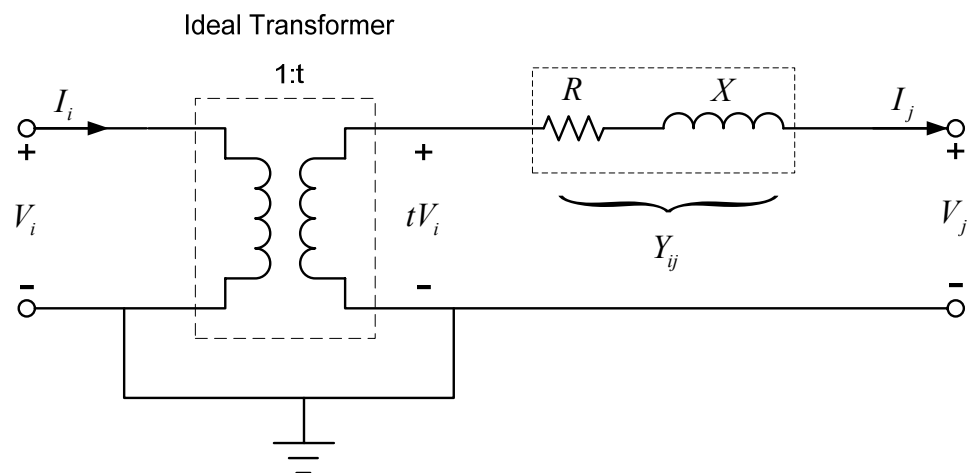 Ideal Transformer
1:t
I_i
R
X
I_j
+
+
+
V_i
tV_i
V_j
Y_ij
-
-
-